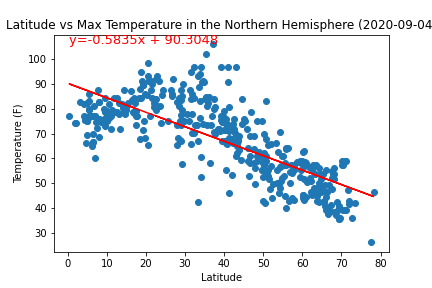 Latitude vs Max Temperature in the Northern Hemisphere (2020-09-04
y=-0.5835x + 90.3048
100
90
80
70
60
50
40
30
Temperature (F)
0 10 20 30 40 50 60 70 80
Latitude